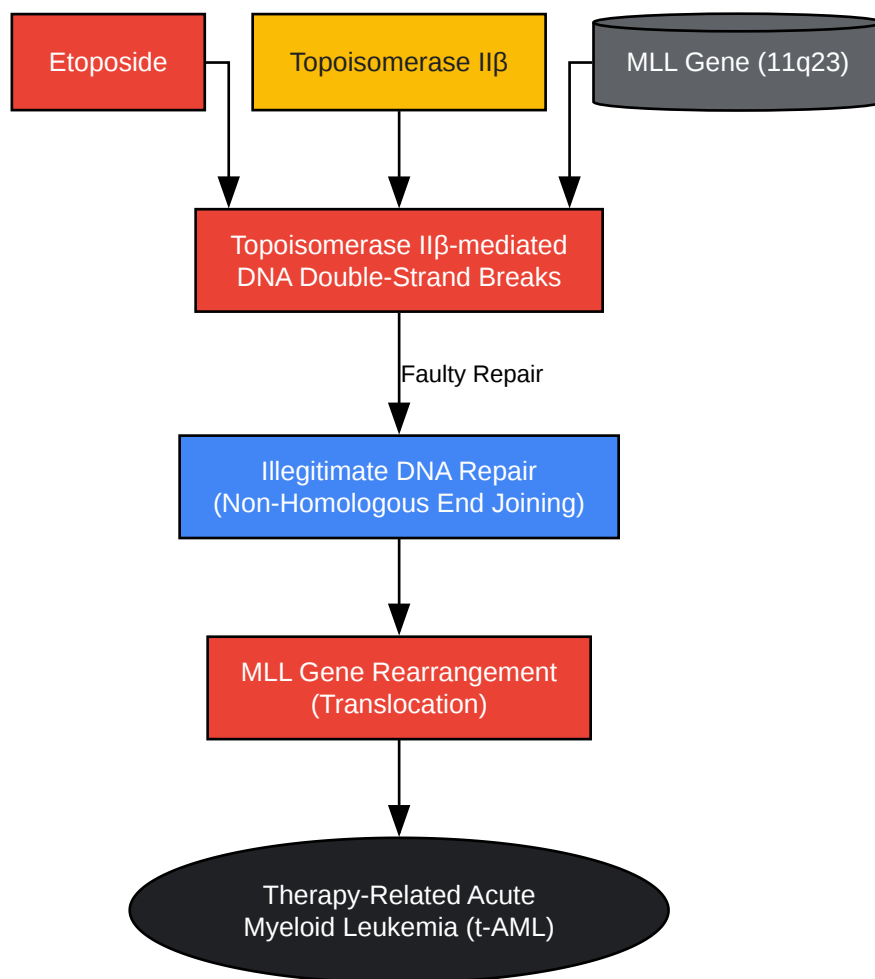 Etoposide
Topoisomerase IIβ
MLL Gene (11q23)
Topoisomerase IIβ-mediated
DNA Double-Strand Breaks
Faulty Repair
Illegitimate DNA Repair
(Non-Homologous End Joining)
MLL Gene Rearrangement
(Translocation)
Therapy-Related Acute
Myeloid Leukemia (t-AML)